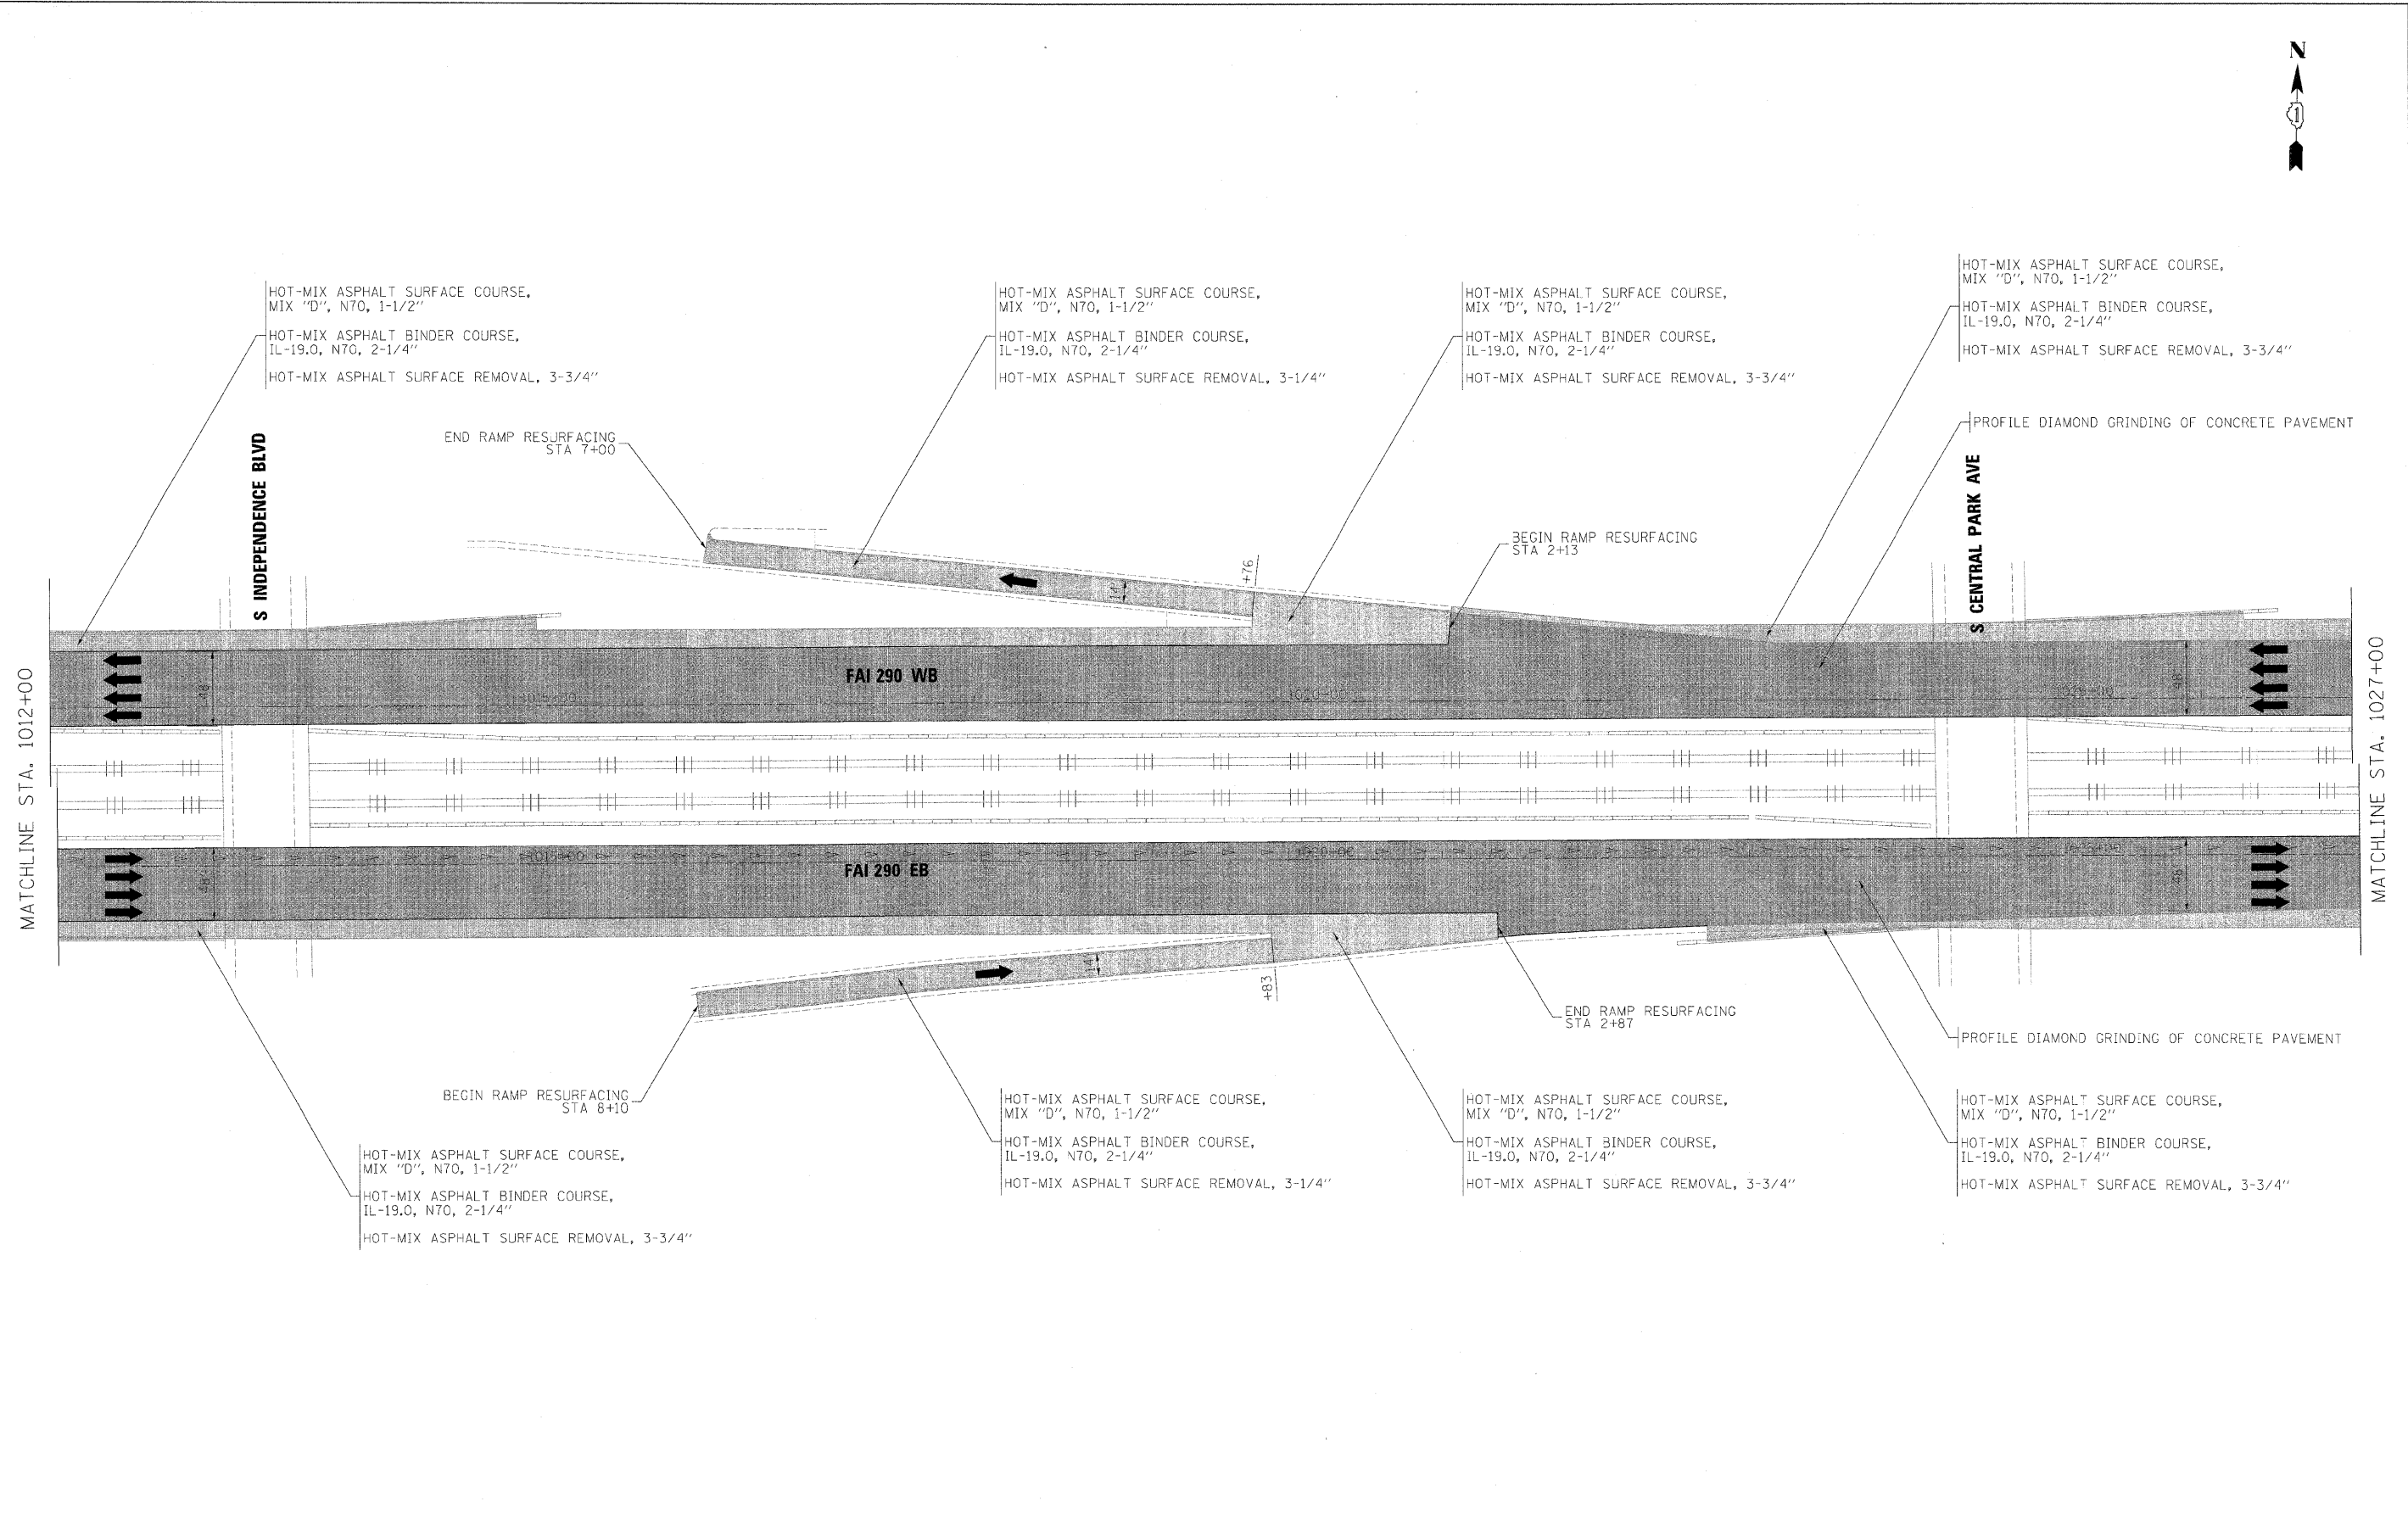 N
1
HOT-MIX ASPHALT SURFACE COURSE,
MIX "D", N70, 1-1/2"
HOT-MIX ASPHALT BINDER COURSE,
IL-19.0, N70, 2-1/4"
HOT-MIX ASPHALT SURFACE REMOVAL, 3-3/4"
HOT-MIX ASPHALT SURFACE COURSE,
MIX "D", N70, 1-1/2"
HOT-MIX ASPHALT BINDER COURSE,
IL-19.0, N70, 2-1/4"
HOT-MIX ASPHALT SURFACE REMOVAL, 3-1/4"
HOT-MIX ASPHALT SURFACE COURSE,
MIX "D", N70, 1-1/2"
HOT-MIX ASPHALT BINDER COURSE,
IL-19.0, N70, 2-1/4"
HOT-MIX ASPHALT SURFACE REMOVAL, 3-3/4"
HOT-MIX ASPHALT SURFACE COURSE,
MIX "D", N70, 1-1/2"
HOT-MIX ASPHALT BINDER COURSE,
IL-19.0, N70, 2-1/4"
HOT-MIX ASPHALT SURFACE REMOVAL, 3-3/4"
PROFILE DIAMOND GRINDING OF CONCRETE PAVEMENT
END RAMP RESURFACING
STA 7+00
S INDEPENDENCE BLVD
S CENTRAL PARK AVE
BEGIN RAMP RESURFACING
STA 2+13
+76
14'
MATCHLINE STA. 1012+00
MATCHLINE STA. 1027+00
48'
FAI 290 WB
1015+00
1020+00
1025+00
48'
48'
FAI 290 EB
1015+00
1020+00
1025+00
48'
14'
+83
END RAMP RESURFACING
STA 2+87
PROFILE DIAMOND GRINDING OF CONCRETE PAVEMENT
BEGIN RAMP RESURFACING
STA 8+10
HOT-MIX ASPHALT SURFACE COURSE,
MIX "D", N70, 1-1/2"
HOT-MIX ASPHALT BINDER COURSE,
IL-19.0, N70, 2-1/4"
HOT-MIX ASPHALT SURFACE REMOVAL, 3-3/4"
HOT-MIX ASPHALT SURFACE COURSE,
MIX "D", N70, 1-1/2"
HOT-MIX ASPHALT BINDER COURSE,
IL-19.0, N70, 2-1/4"
HOT-MIX ASPHALT SURFACE REMOVAL, 3-1/4"
HOT-MIX ASPHALT SURFACE COURSE,
MIX "D", N70, 1-1/2"
HOT-MIX ASPHALT BINDER COURSE,
IL-19.0, N70, 2-1/4"
HOT-MIX ASPHALT SURFACE REMOVAL, 3-3/4"
HOT-MIX ASPHALT SURFACE COURSE,
MIX "D", N70, 1-1/2"
HOT-MIX ASPHALT BINDER COURSE,
IL-19.0, N70, 2-1/4"
HOT-MIX ASPHALT SURFACE REMOVAL, 3-3/4"